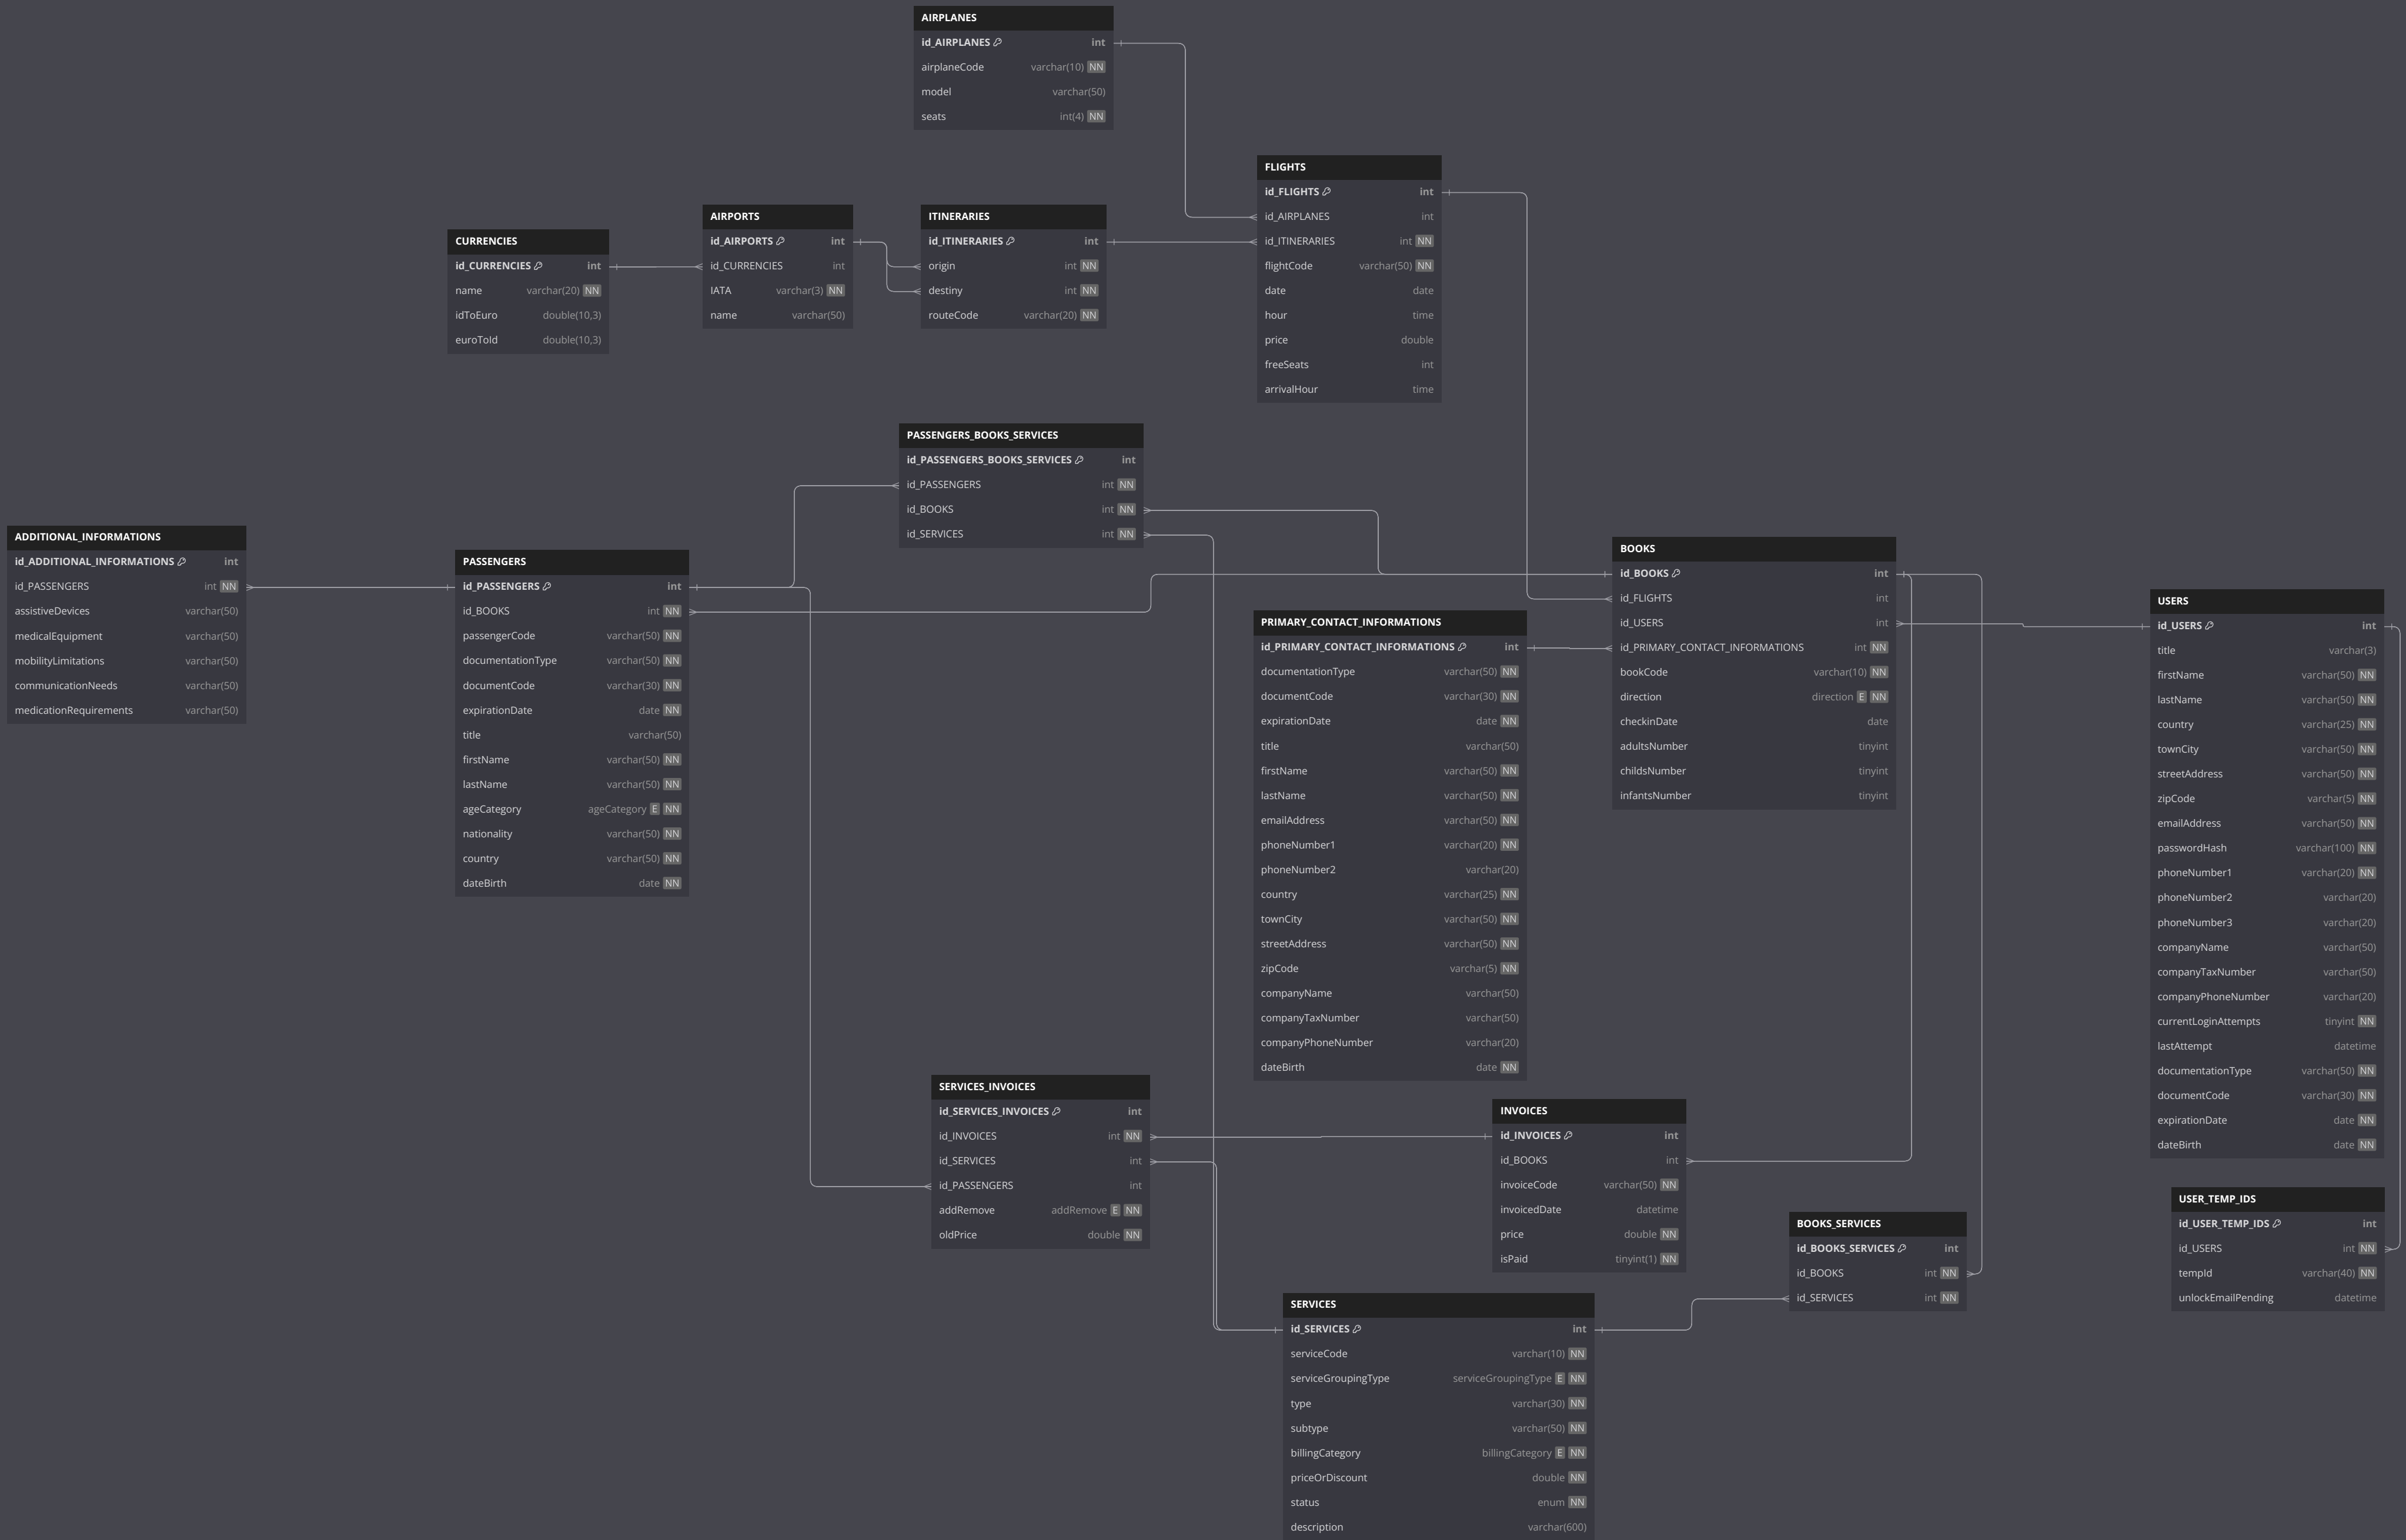 AIRPLANES
id_AIRPLANES int
airplaneCode varchar(10) NN
model varchar(50)
seats int(4) NN
FLIGHTS
id_FLIGHTS int
id_AIRPLANES int
id_ITINERARIES int NN
flightCode varchar(50) NN
date date
hour time
price double
freeSeats int
arrivalHour time
AIRPORTS
id_AIRPORTS int
id_CURRENCIES int
IATA varchar(3) NN
name varchar(50)
ITINERARIES
id_ITINERARIES int
origin int NN
destiny int NN
routeCode varchar(20) NN
CURRENCIES
id_CURRENCIES int
name varchar(20) NN
idToEuro double(10,3)
euroToId double(10,3)
PASSENGERS_BOOKS_SERVICES
id_PASSENGERS_BOOKS_SERVICES int
id_PASSENGERS int NN
id_BOOKS int NN
id_SERVICES int NN
ADDITIONAL_INFORMATIONS
id_ADDITIONAL_INFORMATIONS int
id_PASSENGERS int NN
assistiveDevices varchar(50)
medicalEquipment varchar(50)
mobilityLimitations varchar(50)
communicationNeeds varchar(50)
medicationRequirements varchar(50)
PASSENGERS
id_PASSENGERS int
id_BOOKS int NN
passengerCode varchar(50) NN
documentationType varchar(50) NN
documentCode varchar(30) NN
expirationDate date NN
title varchar(50)
firstName varchar(50) NN
lastName varchar(50) NN
ageCategory ageCategory E NN
nationality varchar(50) NN
country varchar(50) NN
dateBirth date NN
BOOKS
id_BOOKS int
id_FLIGHTS int
id_USERS int
id_PRIMARY_CONTACT_INFORMATIONS int NN
bookCode varchar(10) NN
direction direction E NN
checkinDate date
adultsNumber tinyint
childsNumber tinyint
infantsNumber tinyint
PRIMARY_CONTACT_INFORMATIONS
id_PRIMARY_CONTACT_INFORMATIONS int
documentationType varchar(50) NN
documentCode varchar(30) NN
expirationDate date NN
title varchar(50)
firstName varchar(50) NN
lastName varchar(50) NN
emailAddress varchar(50) NN
phoneNumber1 varchar(20) NN
phoneNumber2 varchar(20)
country varchar(25) NN
townCity varchar(50) NN
streetAddress varchar(50) NN
zipCode varchar(5) NN
companyName varchar(50)
companyTaxNumber varchar(50)
companyPhoneNumber varchar(20)
dateBirth date NN
USERS
id_USERS int
title varchar(3)
firstName varchar(50) NN
lastName varchar(50) NN
country varchar(25) NN
townCity varchar(50) NN
streetAddress varchar(50) NN
zipCode varchar(5) NN
emailAddress varchar(50) NN
passwordHash varchar(100) NN
phoneNumber1 varchar(20) NN
phoneNumber2 varchar(20)
phoneNumber3 varchar(20)
companyName varchar(50)
companyTaxNumber varchar(50)
companyPhoneNumber varchar(20)
currentLoginAttempts tinyint NN
lastAttempt datetime
documentationType varchar(50) NN
documentCode varchar(30) NN
expirationDate date NN
dateBirth date NN
SERVICES_INVOICES
id_SERVICES_INVOICES int
id_INVOICES int NN
id_SERVICES int
id_PASSENGERS int
addRemove addRemove E NN
oldPrice double NN
INVOICES
id_INVOICES int
id_BOOKS int
invoiceCode varchar(50) NN
invoicedDate datetime
price double NN
isPaid tinyint(1) NN
USER_TEMP_IDS
id_USER_TEMP_IDS int
id_USERS int NN
tempId varchar(40) NN
unlockEmailPending datetime
BOOKS_SERVICES
id_BOOKS_SERVICES int
id_BOOKS int NN
id_SERVICES int NN
SERVICES
id_SERVICES int
serviceCode varchar(10) NN
serviceGroupingType serviceGroupingType E NN
type varchar(30) NN
subtype varchar(50) NN
billingCategory billingCategory E NN
priceOrDiscount double NN
status enum NN
description varchar(600)